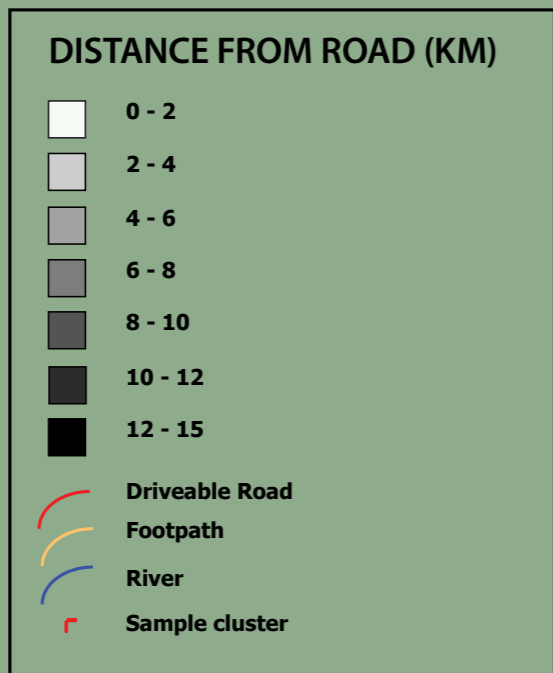 DISTANCE FROM ROAD (KM)
0 - 2
2 - 4
4 - 6
6 - 8
8 - 10
10 - 12
12 - 15
Driveable Road
Footpath
River
Sample cluster